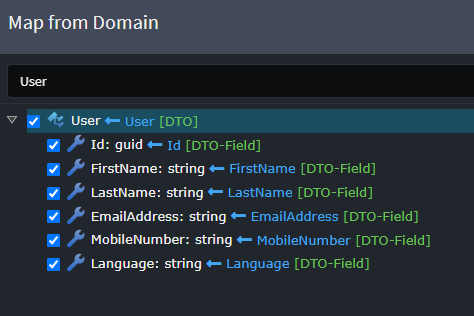 Map from Domain
User
User ← User [DTO]
Id: guid ← Id [DTO-Field]
FirstName: string ← FirstName [DTO-Field]
LastName: string ← LastName [DTO-Field]
EmailAddress: string ← EmailAddress [DTO-Field]
MobileNumber: string ← MobileNumber [DTO-Field]
Language: string ← Language [DTO-Field]